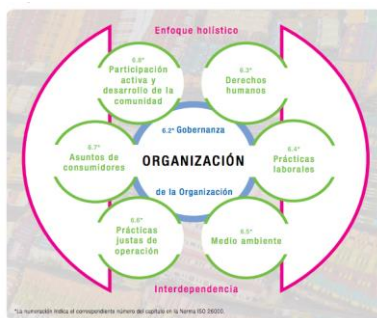 Enfoque holístico
6.8*
Participación
activa y
desarrollo de la
comunidad
6.3*
Derechos
humanos
6.2* Gobernanza
6.7*
Asuntos de
consumidores
ORGANIZACIÓN
6.4*
Prácticas
laborales
de la Organización
6.6*
Prácticas
justas de
operación
6.5*
Medio ambiente
Interdependencia
*La numeración indica el correspondiente número del capítulo en la Norma ISO 26000.